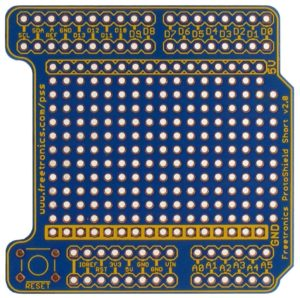 SDA A GND D13 D11 D10 D8
SCL REF D12 D9
D6 D4 D2 D0
D7 D5 D3 D1
5V
www.freetronics.com/pss
Freetronics ProtoShield Short v2.0
GND
IOREF 3V3 GND VIN
RST 5V GND
A1 A3 A5
A0 A2 A4
RESET